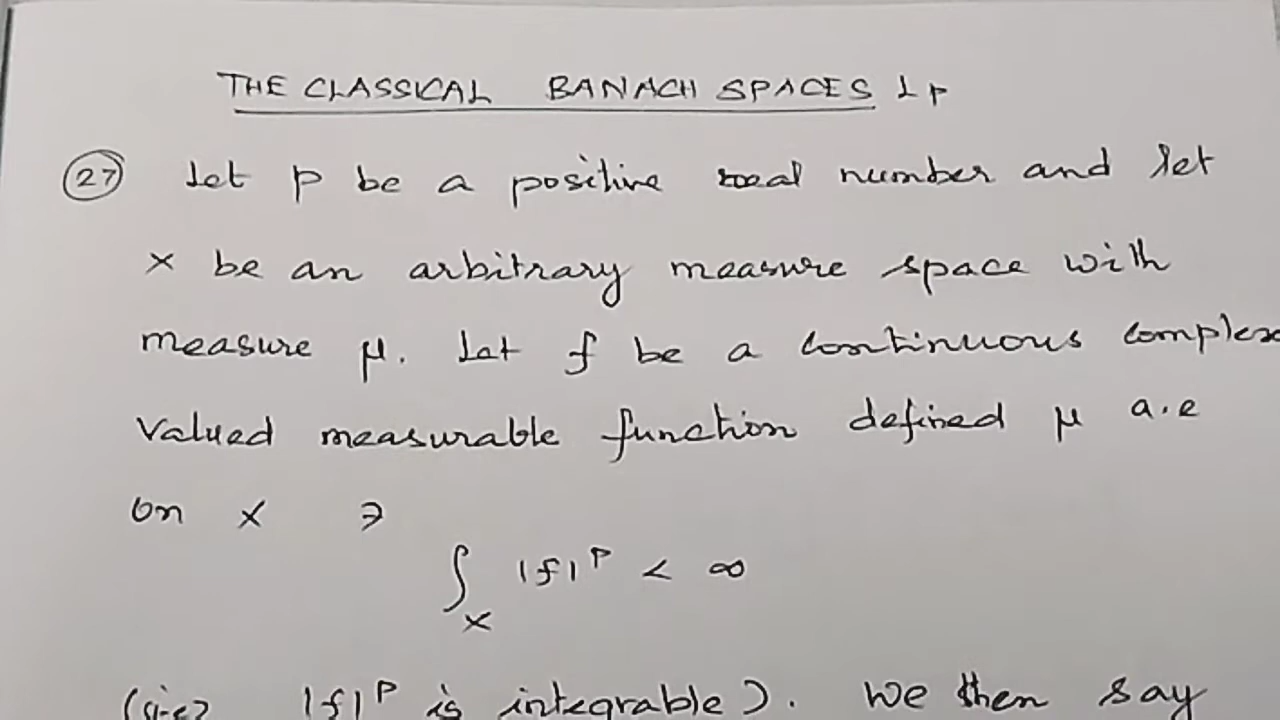 THE CLASSICAL BANACH SPACES Lp
27 Let p be a positive real number and let
X be an arbitrary measure space with
measure μ. Let f be a continuous complex
valued measurable function defined μ a.e
on X ∋
∫X |f|^p < ∞
(i.e) |f|^p is integrable). We then say